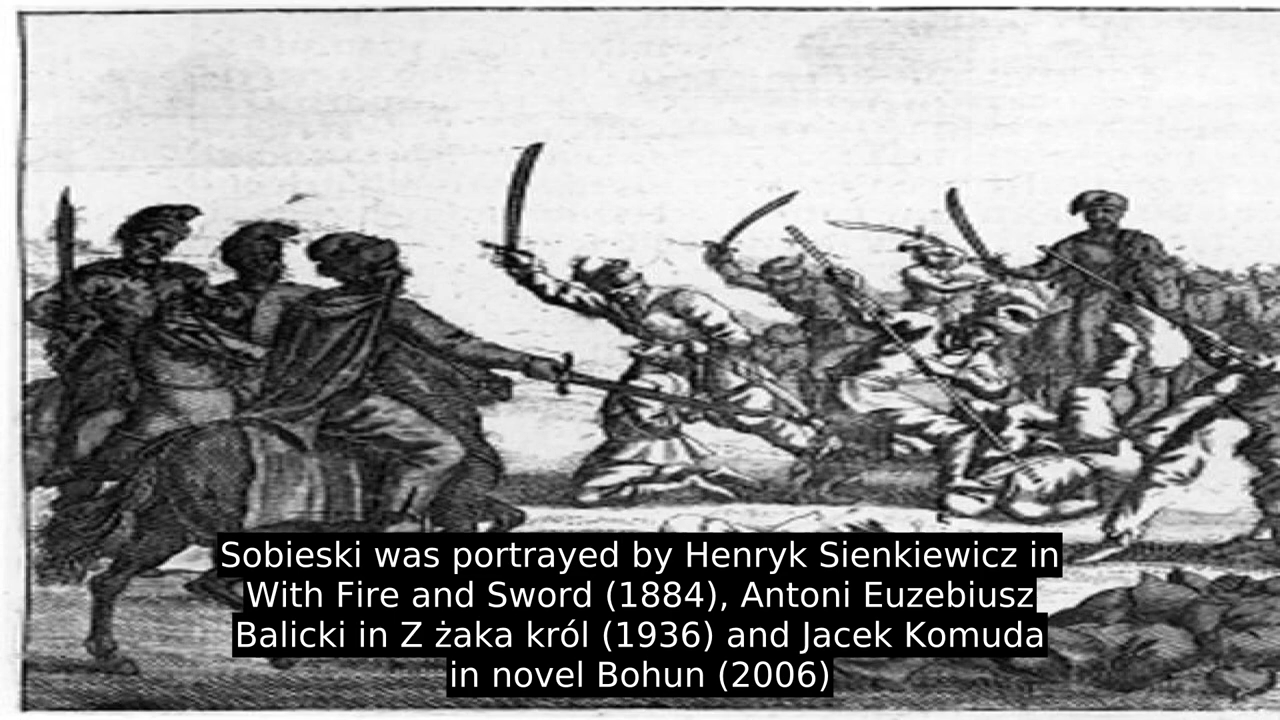 Sobieski was portrayed by Henryk Sienkiewicz in
With Fire and Sword (1884), Antoni Euzebiusz
Balicki in Z żaka król (1936) and Jacek Komuda
in novel Bohun (2006)